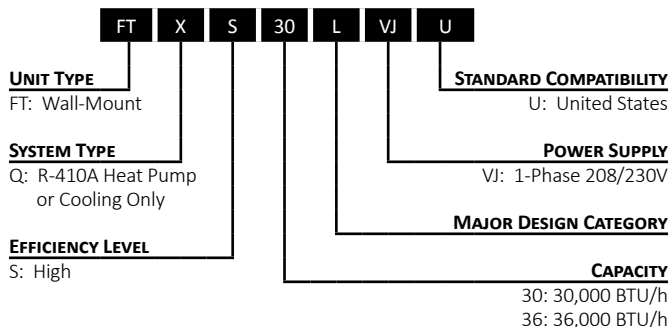 FT X S 30 L VJ U
UNIT TYPE
FT: Wall-Mount
SYSTEM TYPE
Q: R-410A Heat Pump
or Cooling Only
EFFICIENCY LEVEL
S: High
STANDARD COMPATIBILITY
U: United States
POWER SUPPLY
VJ: 1-Phase 208/230V
MAJOR DESIGN CATEGORY
CAPACITY
30: 30,000 BTU/h
36: 36,000 BTU/h